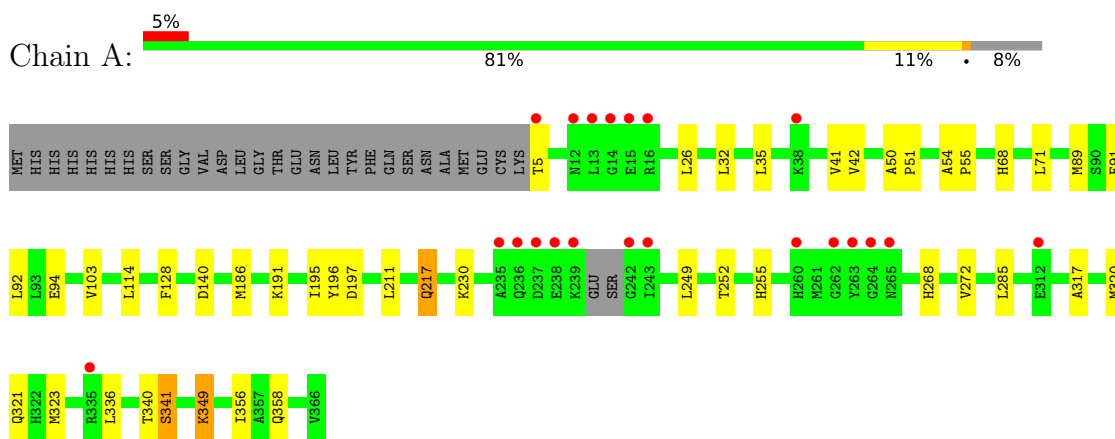 5%
Chain A:
81% 11% • 8%
MET HIS HIS HIS HIS HIS HIS SER SER GLY VAL ASP LEU GLY THR GLU ASN LEU TYR PHE GLN SER ASN ALA MET GLU CYS LYS T5 N12 L13 G14 E15 R16 L26 L32 L35 K38 V41 V42 A50 P51 A54 P55 H68 L71 M89 S90 E91
L92 L93 E94 V103 L114 F128 D140 M186 K191 I195 Y196 D197 L211 Q217 K230 A235 Q236 D237 E238 K239 GLU SER G242 I243 L249 T252 H255 H260 M261 G262 Y263 G264 N265 H268 V272 L285 E312 A317 M320
Q321 H322 M323 R335 L336 T340 S341 K349 I356 A357 Q358 V366